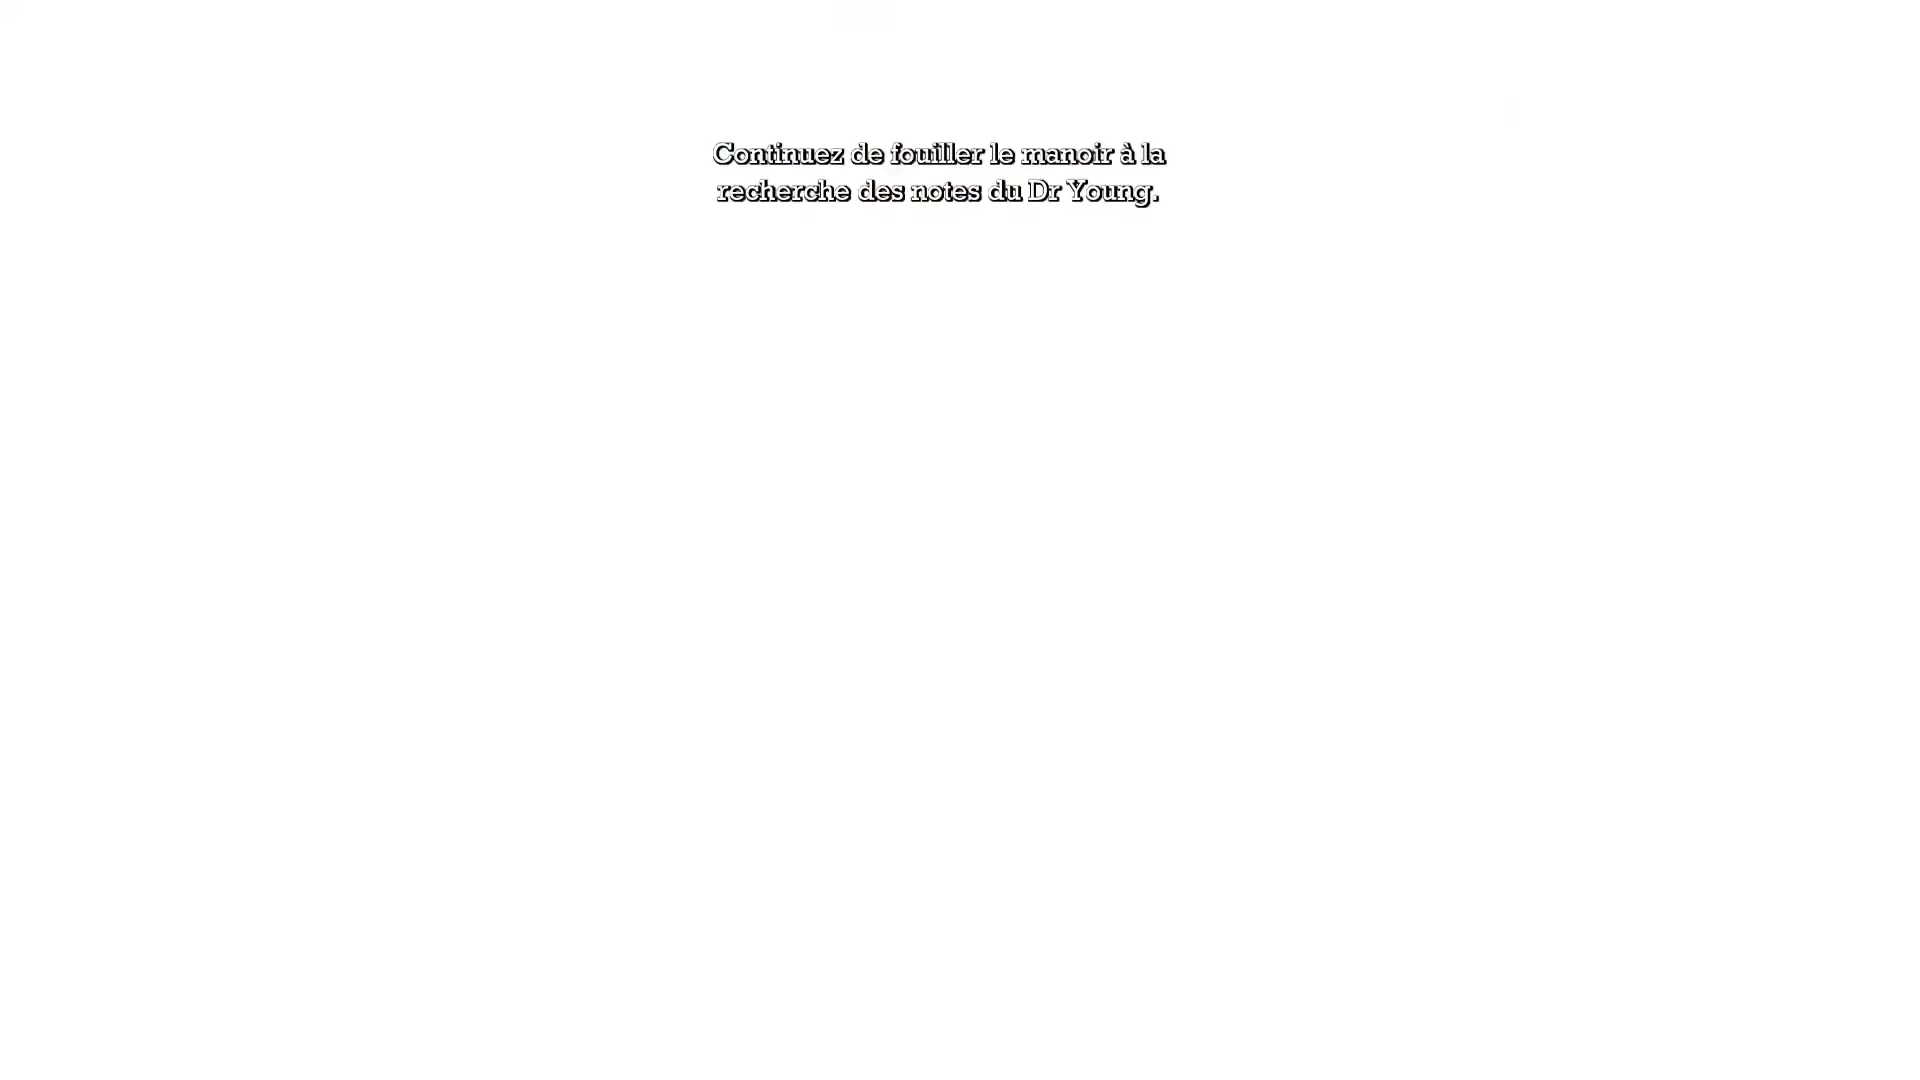 Continuez de fouiller le manoir à la
recherche des notes du Dr Young.